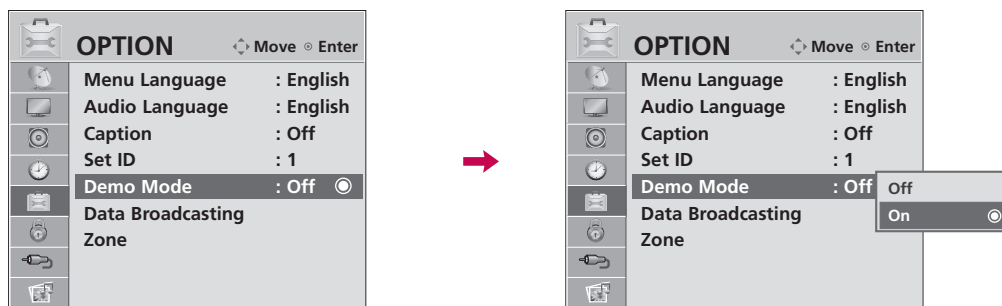 OPTION Move Enter
Menu Language : English
Audio Language : English
Caption : Off
Set ID : 1
Demo Mode : Off
Data Broadcasting
Zone
OPTION Move Enter
Menu Language : English
Audio Language : English
Caption : Off
Set ID : 1
Demo Mode : Off
Data Broadcasting
Zone
Off
On